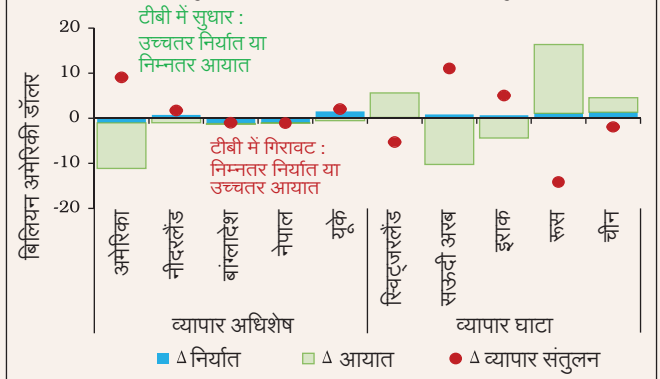 टीबी में सुधार :
उच्चतर निर्यात या
निम्नतर आयात
बिलियन अमेरिकी डॉलर
20
10
0
-10
-20
टीबी में गिरावट :
निम्नतर निर्यात या
उच्चतर आयात
अमेरिका
नीदरलैंड
बांग्लादेश
नेपाल
यूके
स्विट्ज़रलैंड
सऊदी अरब
इराक
रूस
चीन
व्यापार अधिशेष
व्यापार घाटा
Δ निर्यात
Δ आयात
Δ व्यापार संतुलन